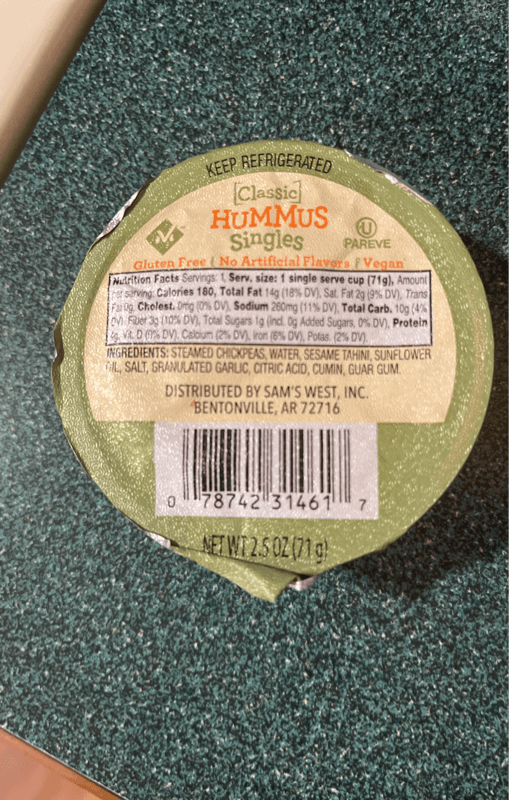 KEEP REFRIGERATED
[Classic]
HUMMUS
Singles
M
U
PAREVE
Gluten Free ( No Artificial Flavors ( Vegan
Nutrition Facts Servings: 1, Serv. size: 1 single serve cup (71g), Amount
per serving: Calories 180, Total Fat 14g (18% DV), Sat. Fat 2g (9% DV), Trans
Fat 0g, Cholest. 0mg (0% DV), Sodium 260mg (11% DV), Total Carb. 10g (4%
DV), Fiber 3g (10% DV), Total Sugars 1g (Incl. 0g Added Sugars, 0% DV), Protein
Vit. D (0% DV), Calcium (2% DV), Iron (6% DV), Potas. (2% DV).
INGREDIENTS: STEAMED CHICKPEAS, WATER, SESAME TAHINI, SUNFLOWER
OIL, SALT, GRANULATED GARLIC, CITRIC ACID, CUMIN, GUAR GUM.
DISTRIBUTED BY SAM'S WEST, INC.
BENTONVILLE, AR 72716
0 78742 31461 7
NET WT 2.5 OZ (71 g)